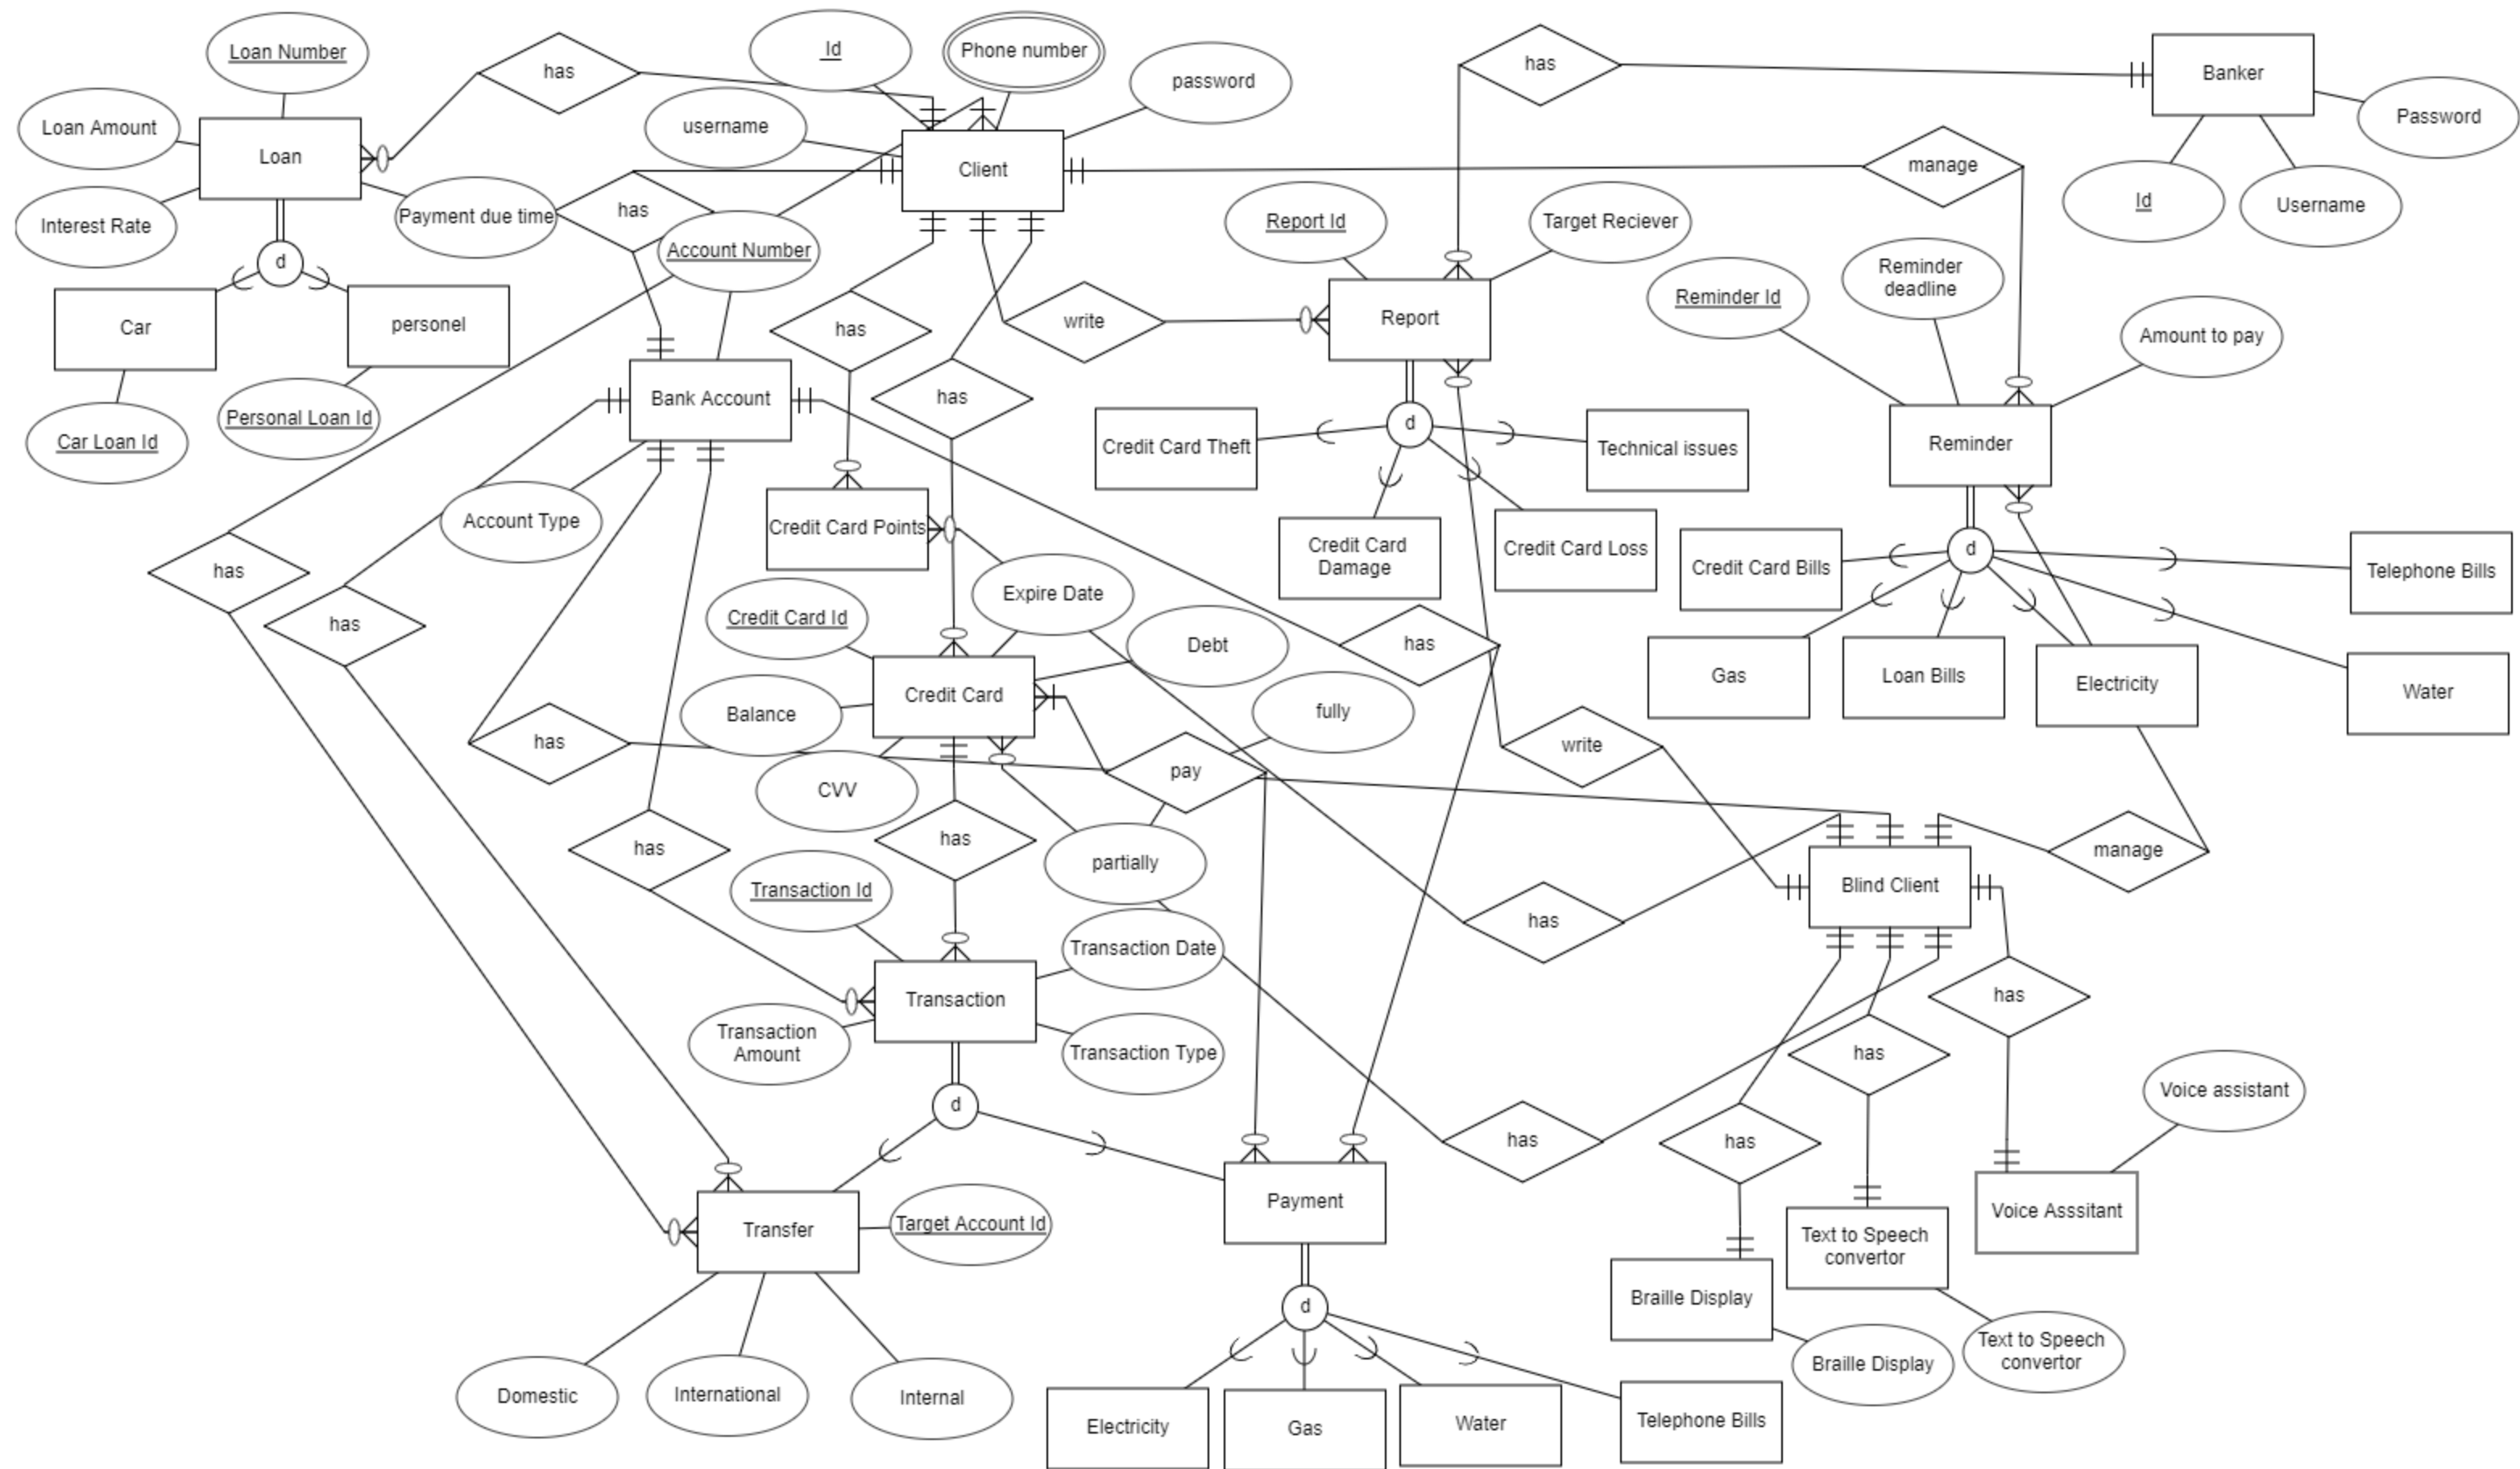 Loan Number
has
Id
Phone number
password
has
Banker
Password
Loan Amount
Loan
username
Client
manage
Id
Username
Interest Rate
Payment due time
has
Account Number
Report Id
Target Reciever
d
Car
personel
has
write
Report
Reminder Id
Reminder
deadline
Amount to pay
Car Loan Id
Personal Loan Id
Bank Account
has
Credit Card Theft
d
Technical issues
Reminder
Account Type
Credit Card Points
Credit Card
Damage
Credit Card Loss
Credit Card Bills
d
Telephone Bills
has
has
Credit Card Id
Expire Date
Debt
has
Gas
Loan Bills
Electricity
Water
Balance
Credit Card
fully
has
CVV
pay
write
has
has
partially
manage
Transaction Id
Blind Client
has
Transaction Date
Transaction
has
has
Transaction
Amount
Transaction Type
has
Voice assistant
d
has
has
Transfer
Target Account Id
Payment
Voice Asssitant
Text to Speech
convertor
d
Braille Display
Text to Speech
convertor
Braille Display
Domestic
International
Internal
Electricity
Gas
Water
Telephone Bills